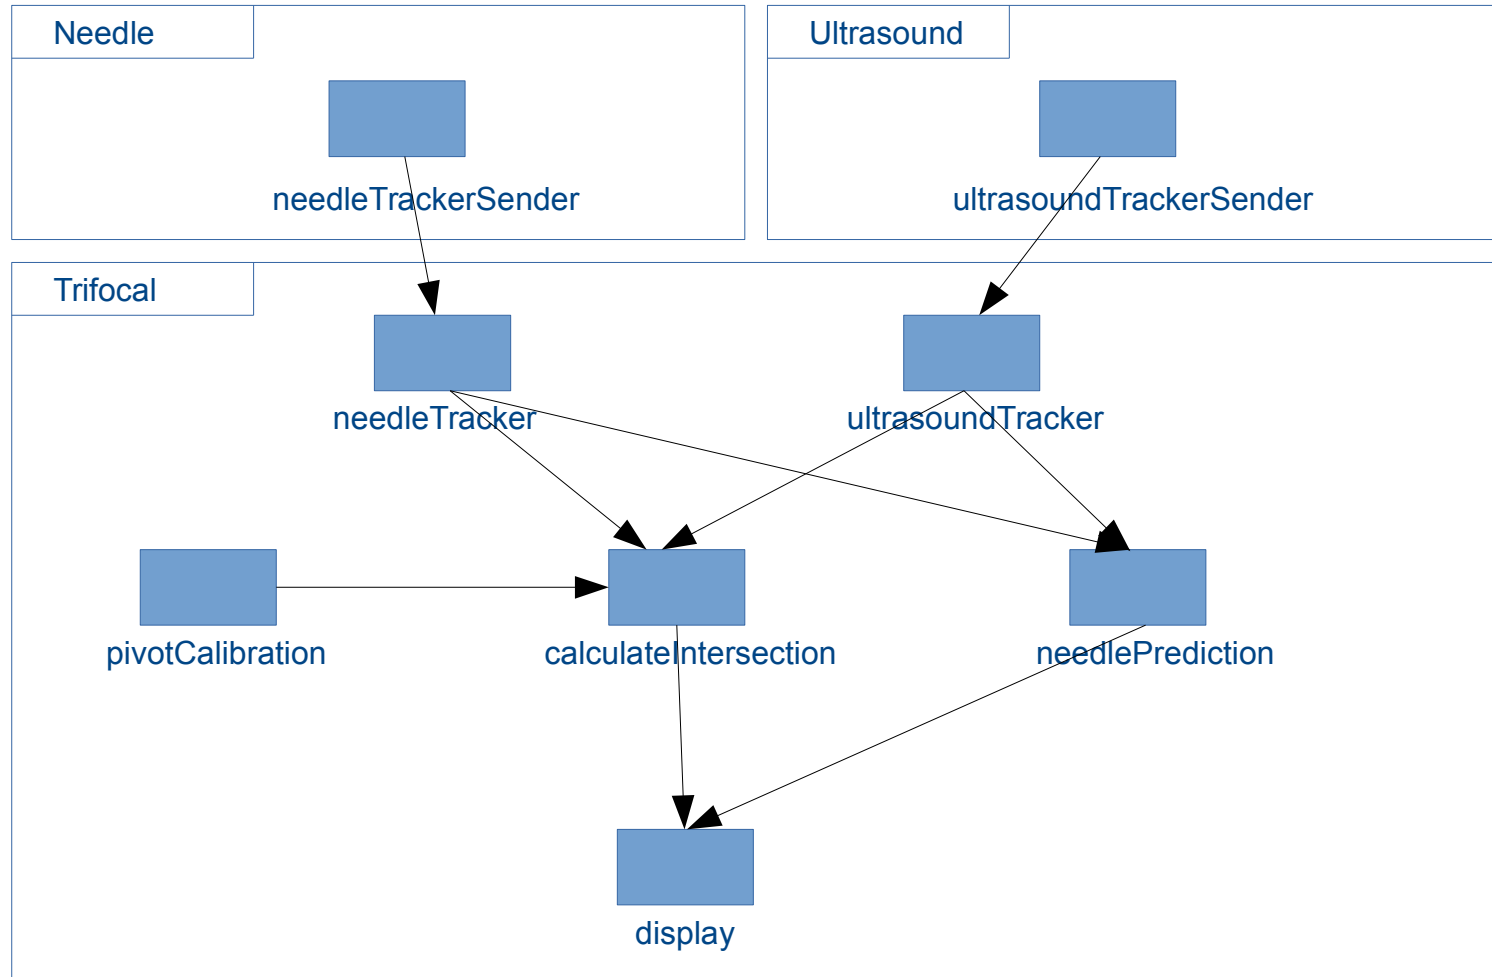 Needle
Ultrasound
needleTrackerSender
ultrasoundTrackerSender
Trifocal
needleTracker
ultrasoundTracker
pivotCalibration
calculateIntersection
needlePrediction
display